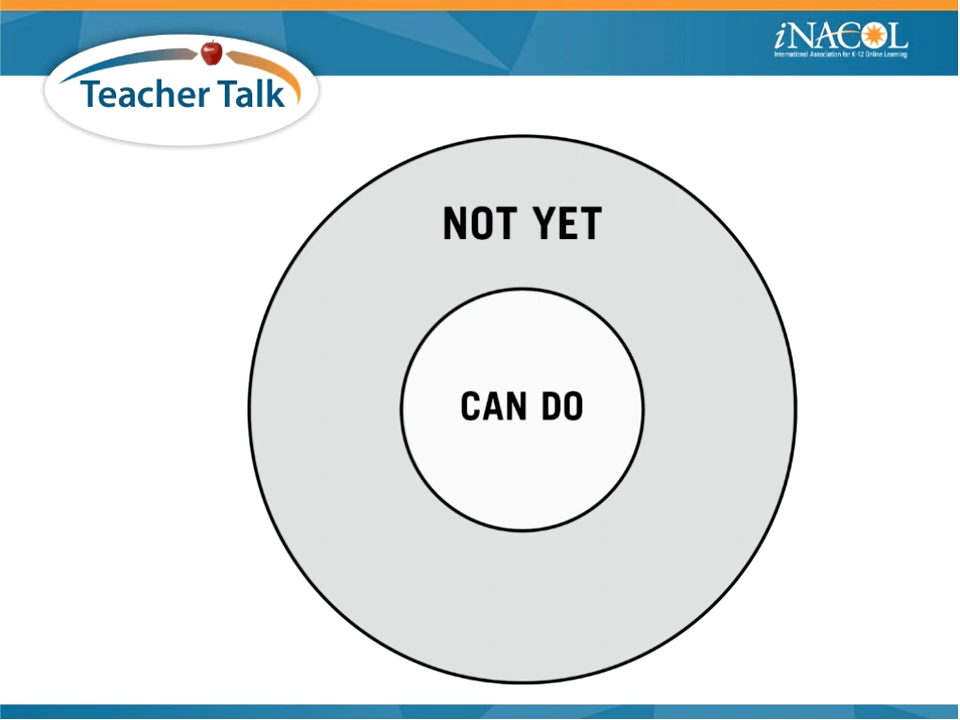 iNACOL
International Association for K-12 Online Learning
Teacher Talk
NOT YET
CAN DO